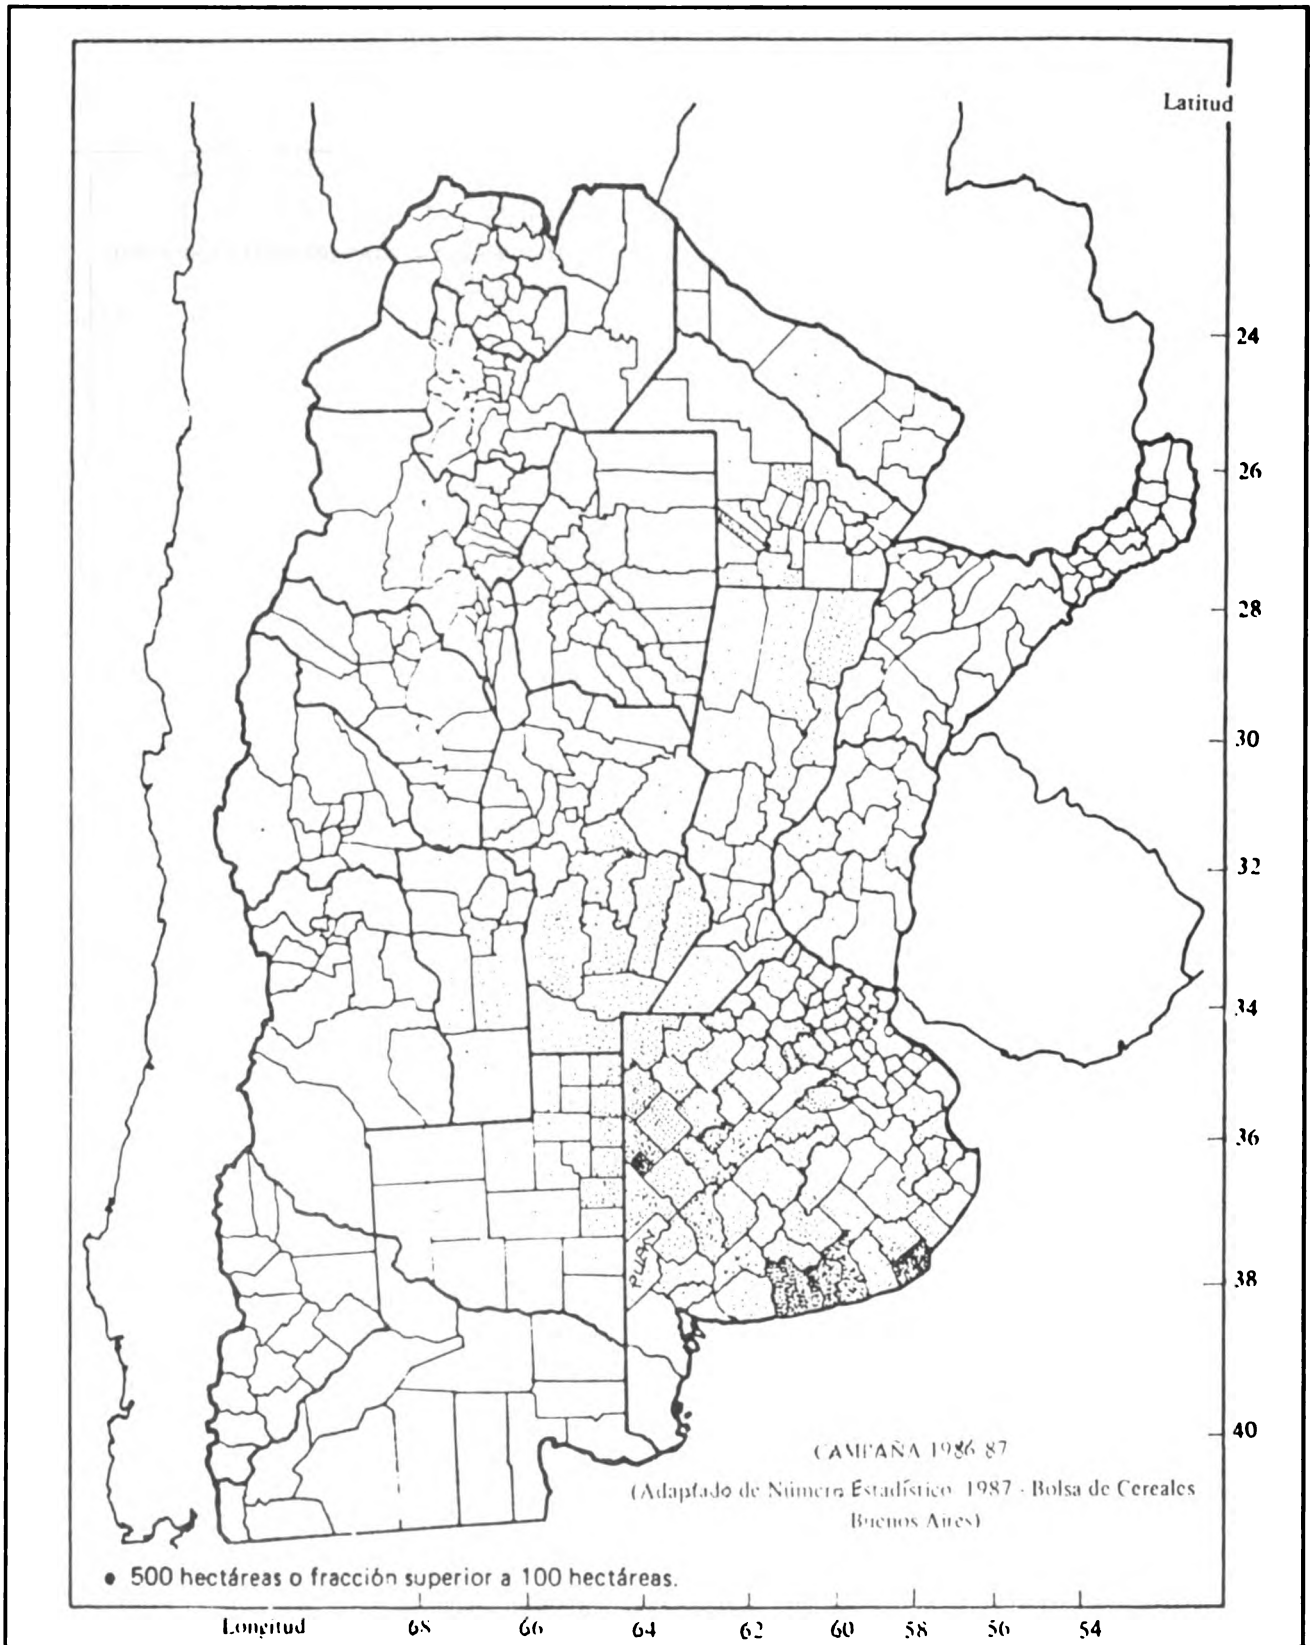 Latitud
24
26
28
30
32
34
36
38
40
PUAN
CAMPAÑA 1986-87
(Adaptado de Número Estadístico 1987 - Bolsa de Cereales
Buenos Aires)
• 500 hectáreas o fracción superior a 100 hectáreas.
Longitud 68 66 64 62 60 58 56 54